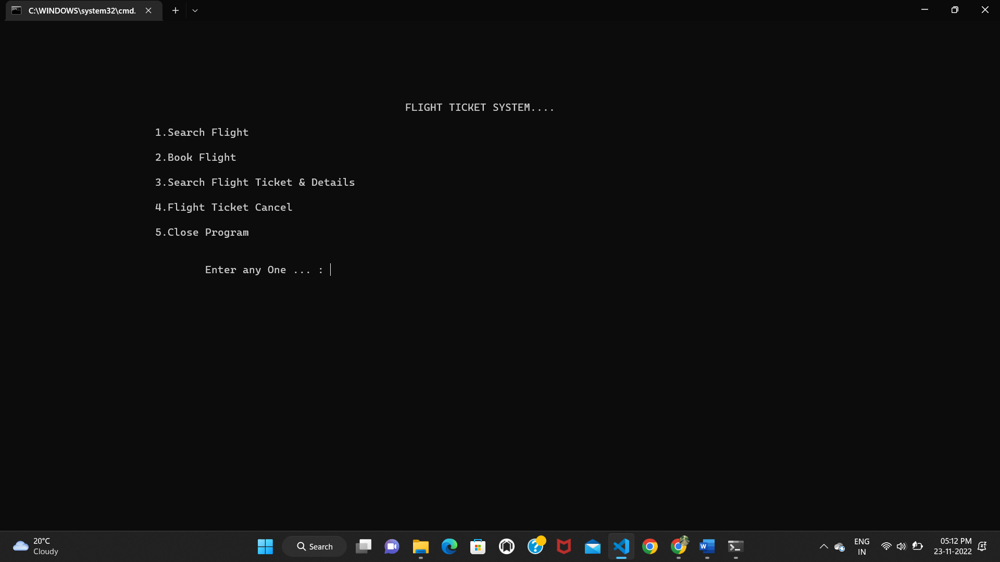 C:\WINDOWS\system32\cmd.
FLIGHT TICKET SYSTEM....
1.Search Flight
2.Book Flight
3.Search Flight Ticket & Details
4.Flight Ticket Cancel
5.Close Program
Enter any One ... :
20°C
Cloudy
Search
ENG
IN
05:12 PM
23-11-2022